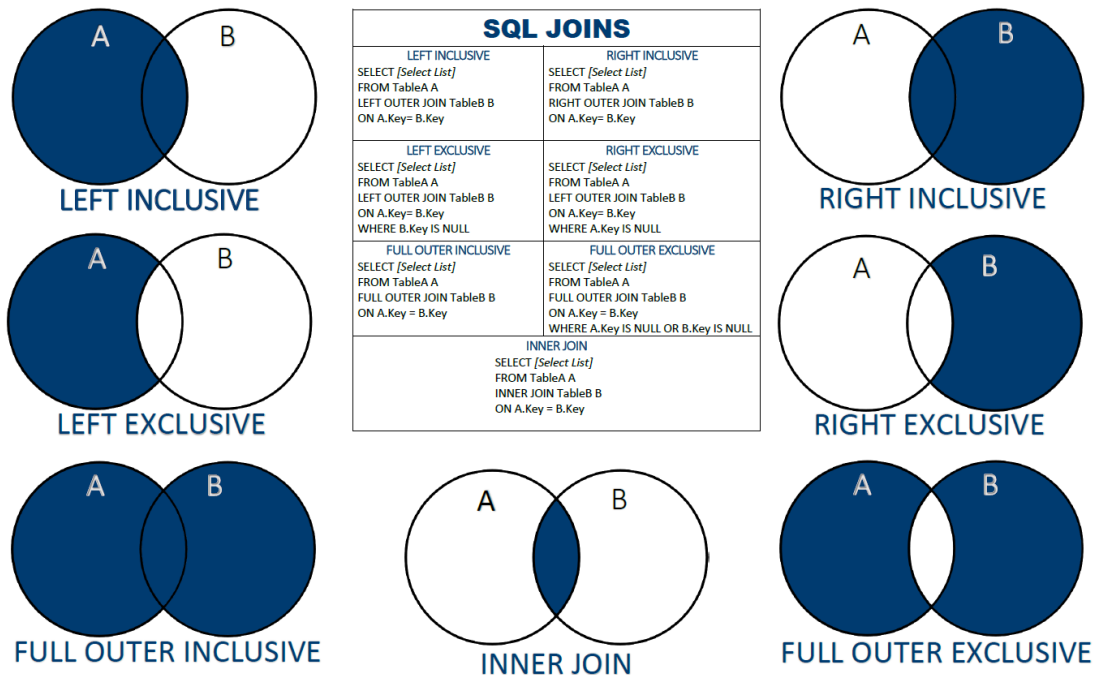 A B
LEFT INCLUSIVE
A B
LEFT EXCLUSIVE
A B
FULL OUTER INCLUSIVE
SQL JOINS
LEFT INCLUSIVE
SELECT [Select List]
FROM TableA A
LEFT OUTER JOIN TableB B
ON A.Key= B.Key
RIGHT INCLUSIVE
SELECT [Select List]
FROM TableA A
RIGHT OUTER JOIN TableB B
ON A.Key= B.Key
LEFT EXCLUSIVE
SELECT [Select List]
FROM TableA A
LEFT OUTER JOIN TableB B
ON A.Key= B.Key
WHERE B.Key IS NULL
RIGHT EXCLUSIVE
SELECT [Select List]
FROM TableA A
LEFT OUTER JOIN TableB B
ON A.Key= B.Key
WHERE A.Key IS NULL
FULL OUTER INCLUSIVE
SELECT [Select List]
FROM TableA A
FULL OUTER JOIN TableB B
ON A.Key = B.Key
FULL OUTER EXCLUSIVE
SELECT [Select List]
FROM TableA A
FULL OUTER JOIN TableB B
ON A.Key = B.Key
WHERE A.Key IS NULL OR B.Key IS NULL
INNER JOIN
SELECT [Select List]
FROM TableA A
INNER JOIN TableB B
ON A.Key = B.Key
A B
INNER JOIN
A B
RIGHT INCLUSIVE
A B
RIGHT EXCLUSIVE
A B
FULL OUTER EXCLUSIVE